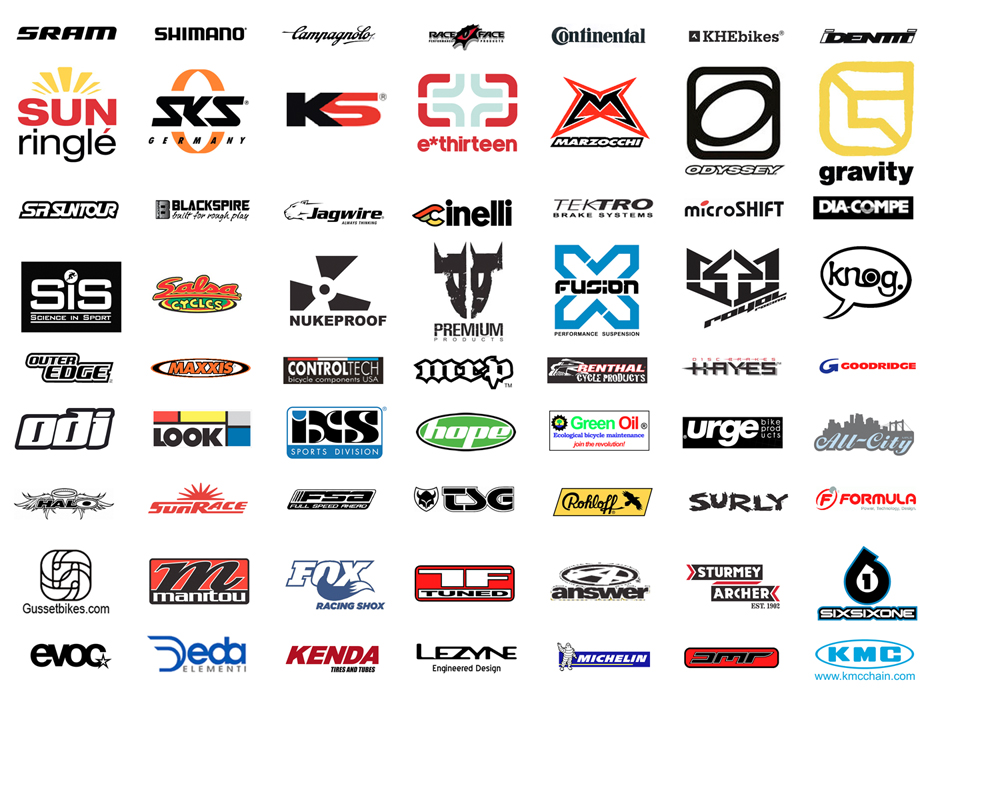 SRAM
SHIMANO
Campagnolo
RACE FACE
PERFORMANCE PRODUCTS
Continental
KHEbikes®
iDENTITI
SUN
ringlé
SKS®
GERMANY
KS®
e*thirteen
MARZOCCHI
ODYSSEY
gravity
SR SUNTOUR
BLACKSPIRE
built for rough play
Jagwire
ALWAYS THINKING
Cinelli
TEKTRO
BRAKE SYSTEMS
microSHIFT
DIA-COMPE
SiS
SCIENCE IN SPORT
Salsa
CYCLES
NUKEPROOF
PREMIUM
PRODUCTS
FUSION
PERFORMANCE SUSPENSION
ROYAL
knog.
OUTER
EDGE
MAXXIS
CONTROLTECH
bicycle components USA
mrp™
RENTHAL
CYCLE PRODUCTS
DISC BRAKES
HAYES
G GOODRIDGE
odi
LOOK
iXS®
SPORTS DIVISION
hope
Green Oil®
Ecological bicycle maintenance
join the revolution!
urge bike products
All-City
HALO
SUNRACE
FSA
FULL SPEED AHEAD
TSG
Rohloff
SURLY
FORMULA
Power, Technology, Design.
Gussetbikes.com
m
manitou
FOX
RACING SHOX
TF
TUNED
answer
STURMEY
ARCHER
EST. 1902
1
SIXSIXONE
evoc
Deda
ELEMENTI
KENDA
TIRES AND TUBES
LEZYNE
Engineered Design
MICHELIN
DMR
KMC
www.kmcchain.com